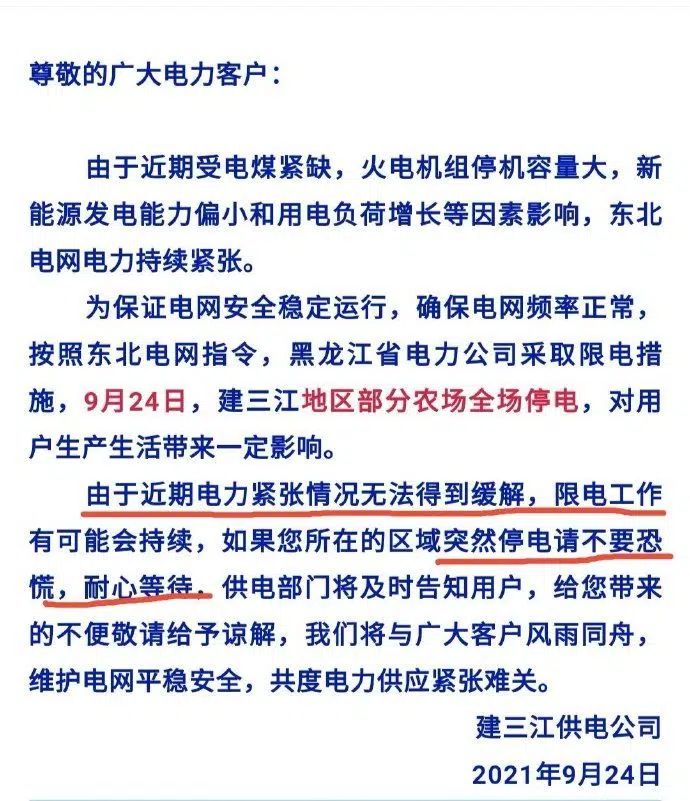 尊敬的广大电力客户：
由于近期受电煤紧缺，火电机组停机容量大，新
能源发电能力偏小和用电负荷增长等因素影响，东北
电网电力持续紧张。
为保证电网安全稳定运行，确保电网频率正常，
按照东北电网指令，黑龙江省电力公司采取限电措
施，9月24日，建三江地区部分农场全场停电，对用
户生产生活带来一定影响。
由于近期电力紧张情况无法得到缓解，限电工作
有可能会持续，如果您所在的区域突然停电请不要恐
慌，耐心等待，供电部门将及时告知用户，给您带来
的不便敬请给予谅解，我们将与广大客户风雨同舟，
维护电网平稳安全，共度电力供应紧张难关。
建三江供电公司
2021年9月24日